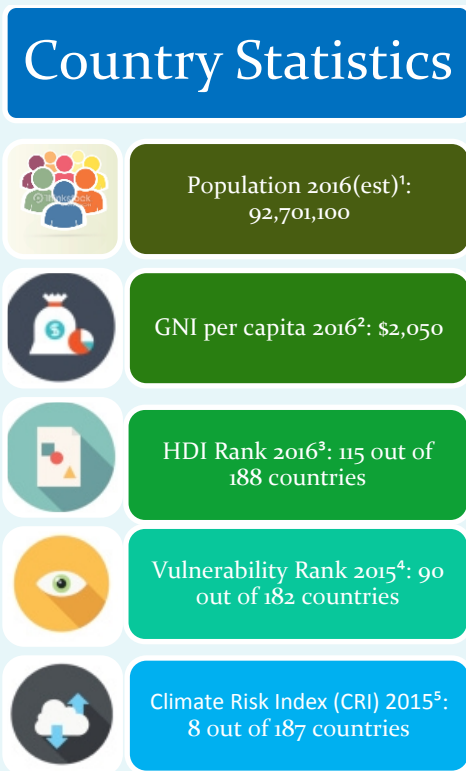 Country Statistics
Population 2016(est)¹:
92,701,100
GNI per capita 2016²: $2,050
HDI Rank 2016³: 115 out of
188 countries
Vulnerability Rank 2015⁴: 90
out of 182 countries
Climate Risk Index (CRI) 2015⁵:
8 out of 187 countries